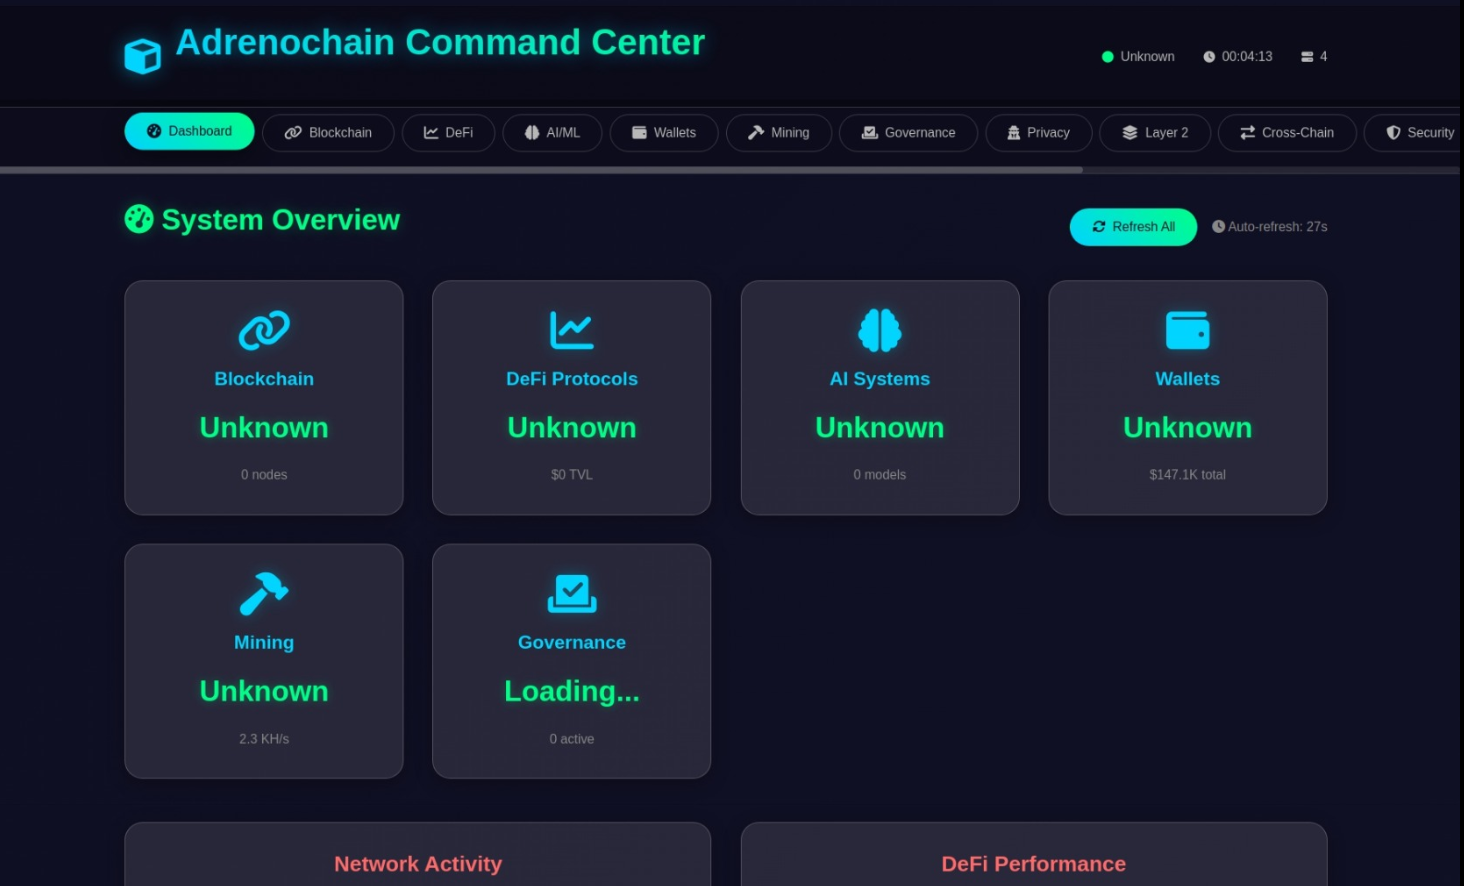 Adrenochain Command Center
Unknown 00:04:13 4
Dashboard Blockchain DeFi AI/ML Wallets Mining Governance Privacy Layer 2 Cross-Chain Security
System Overview
Refresh All Auto-refresh: 27s
Blockchain
Unknown
0 nodes
DeFi Protocols
Unknown
$0 TVL
AI Systems
Unknown
0 models
Wallets
Unknown
$147.1K total
Mining
Unknown
2.3 KH/s
Governance
Loading...
0 active
Network Activity
DeFi Performance